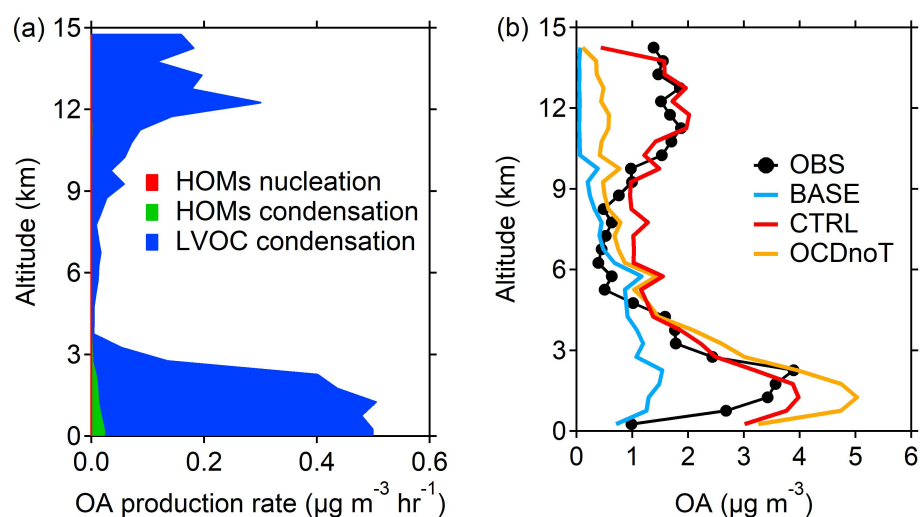 (a)
15
12
9
6
3
0
Altitude (km)
HOMs nucleation
HOMs condensation
LVOC condensation
0.0 0.2 0.4 0.6
OA production rate (µg m⁻³ hr⁻¹)
(b)
15
12
9
6
3
0
Altitude (km)
OBS
BASE
CTRL
OCDnoT
0 1 2 3 4 5 6
OA (µg m⁻³)